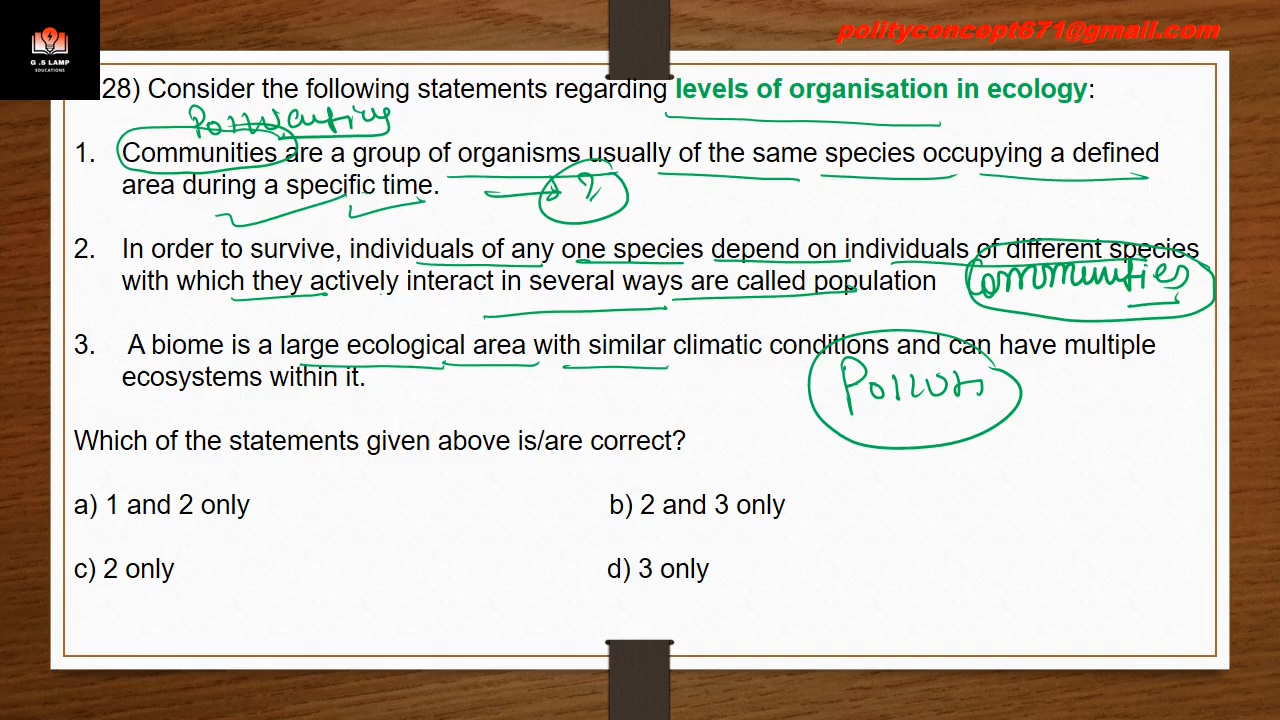 polityconcept671@gmail.com
G .S LAMP
EDUCATIONS
28) Consider the following statements regarding levels of organisation in ecology:
1. Communities are a group of organisms usually of the same species occupying a defined
area during a specific time.
2. In order to survive, individuals of any one species depend on individuals of different species
with which they actively interact in several ways are called population
Communities
3. A biome is a large ecological area with similar climatic conditions and can have multiple
ecosystems within it.
Which of the statements given above is/are correct?
a) 1 and 2 only b) 2 and 3 only
c) 2 only d) 3 only